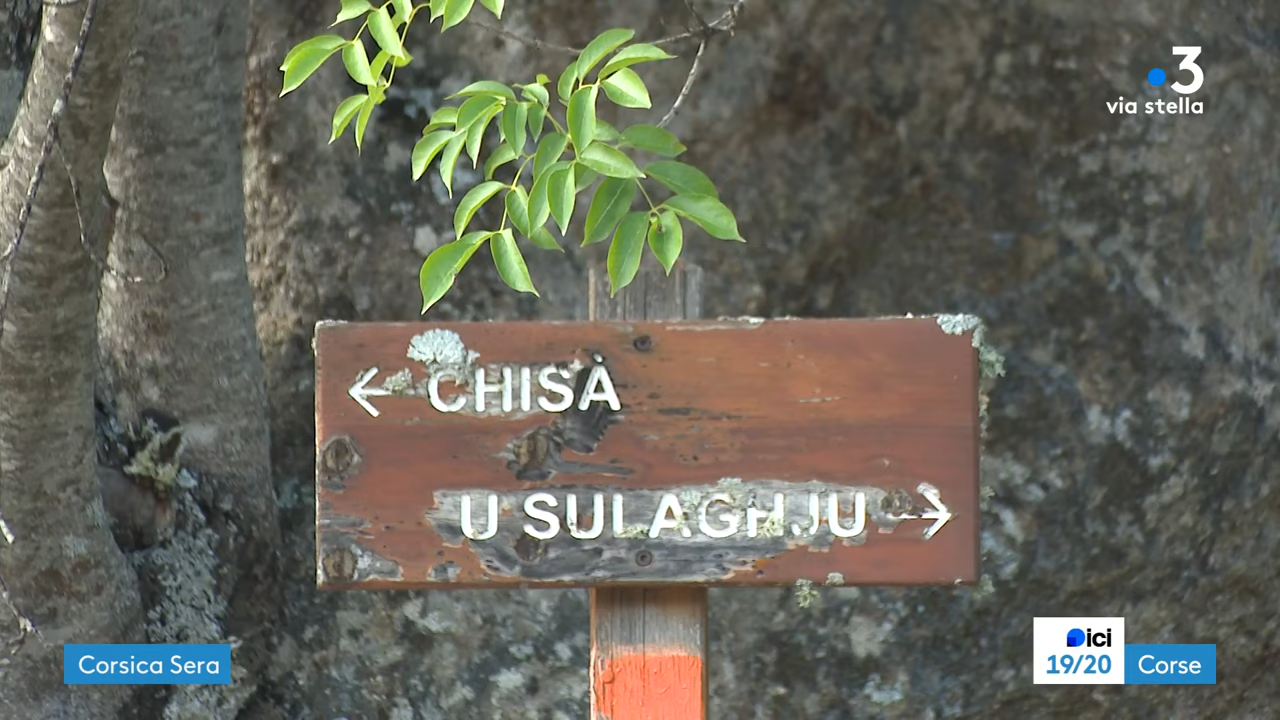 3
via stella
← CHISÀ
U SULAGHJU →
Corsica Sera
ici
19/20
Corse